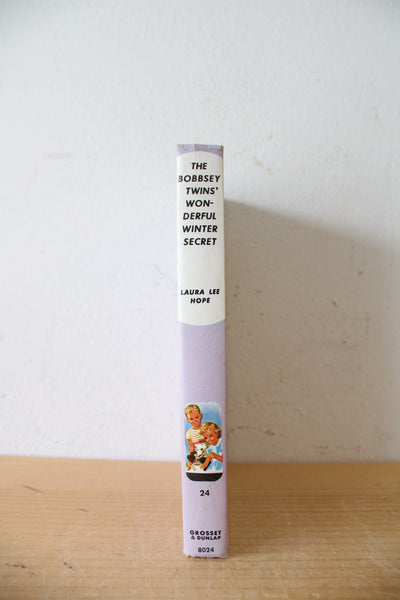 THE
BOBBSEY
TWINS'
WON-
DERFUL
WINTER
SECRET
LAURA LEE
HOPE
24
GROSSET
& DUNLAP
8024